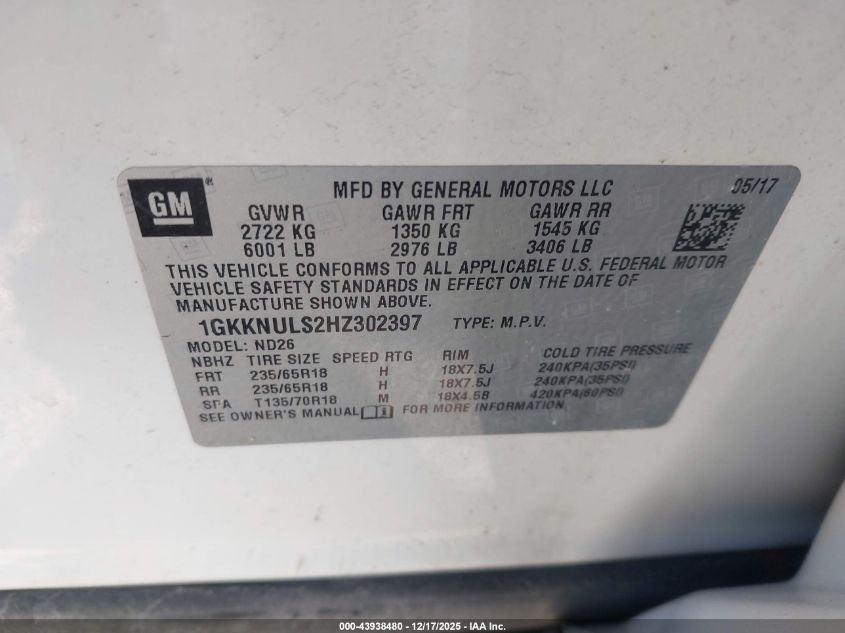 GM
MFD BY GENERAL MOTORS LLC 05/17
GVWR GAWR FRT GAWR RR
2722 KG 1350 KG 1545 KG
6001 LB 2976 LB 3406 LB
THIS VEHICLE CONFORMS TO ALL APPLICABLE U.S. FEDERAL MOTOR
VEHICLE SAFETY STANDARDS IN EFFECT ON THE DATE OF
MANUFACTURE SHOWN ABOVE.
1GKKNULS2HZ302397 TYPE: M.P.V.
MODEL: ND26
NBHZ TIRE SIZE SPEED RTG RIM COLD TIRE PRESSURE
FRT 235/65R18 H 18X7.5J 240KPA(35PSI)
RR 235/65R18 H 18X7.5J 240KPA(35PSI)
SPA T135/70R18 M 18X4.5B 420KPA(60PSI)
SEE OWNER'S MANUAL FOR MORE INFORMATION
000-43938480 - 12/17/2025 - IAA Inc.